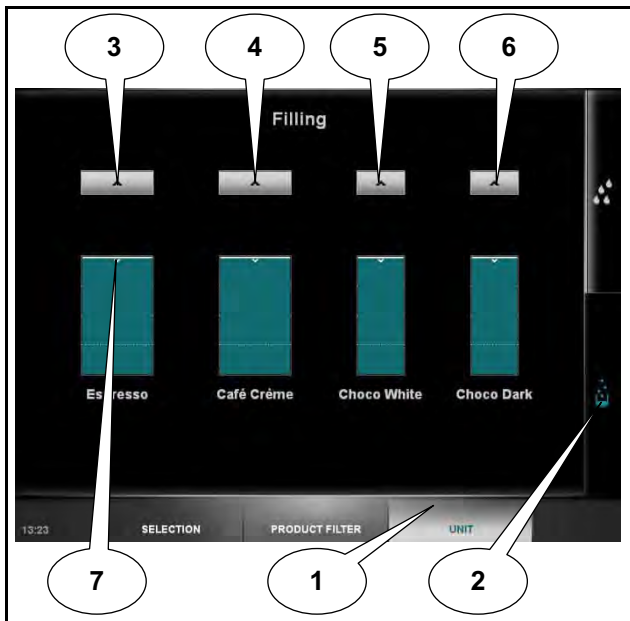 3 4 5 6
Filling
Espresso Café Crème Choco White Choco Dark
13:23 SELECTION PRODUCT FILTER UNIT
7 1 2